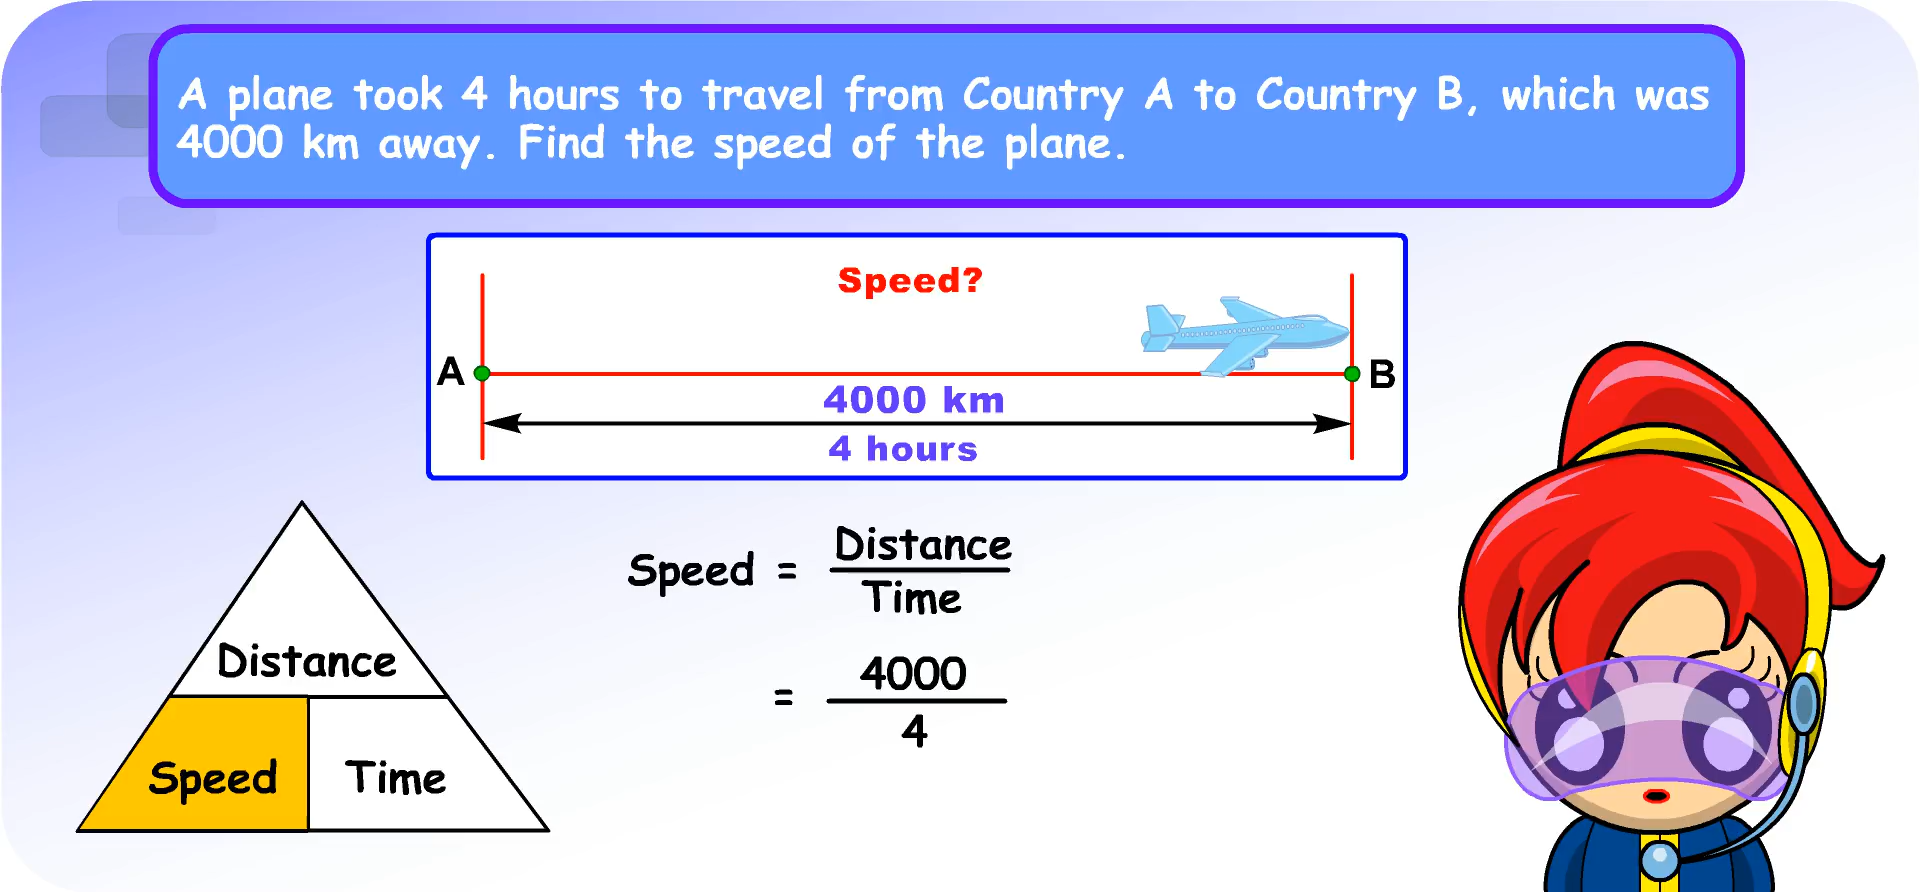 A plane took 4 hours to travel from Country A to Country B, which was
4000 km away. Find the speed of the plane.
Speed?
A
B
4000 km
4 hours
Distance
Speed
Time
Speed = Distance
Time
= 4000
4